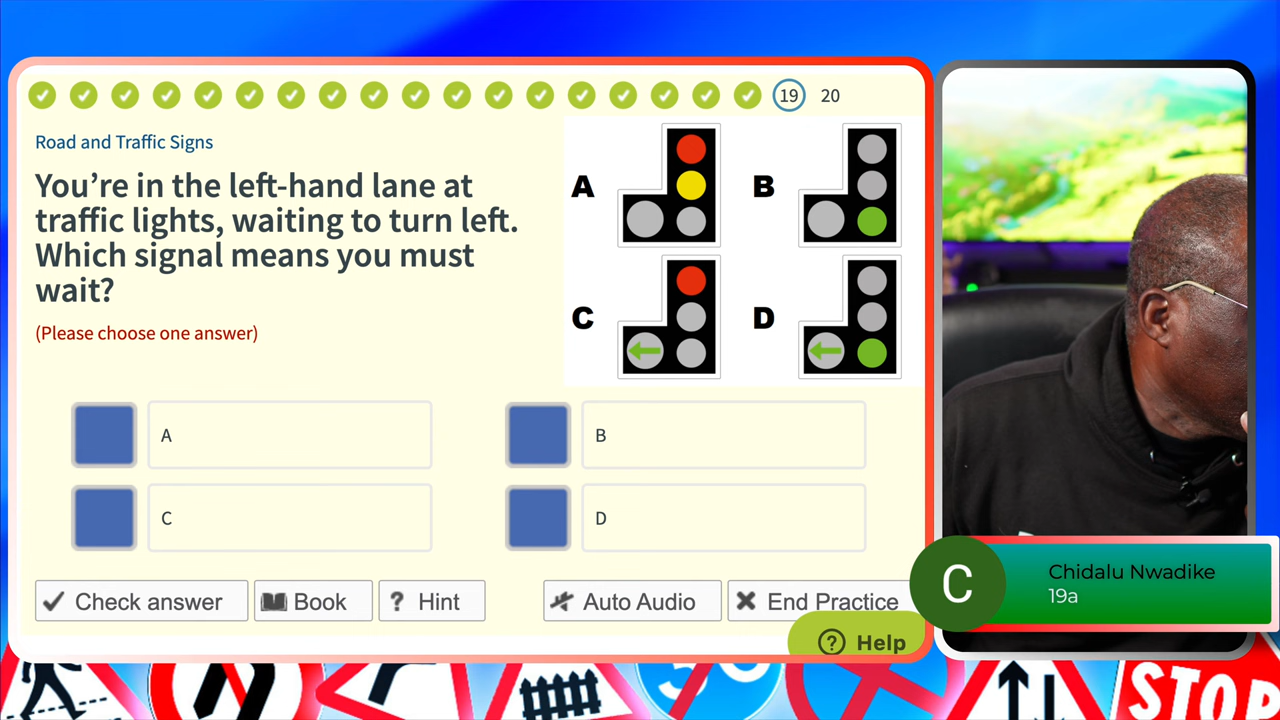 19 20
Road and Traffic Signs
You’re in the left-hand lane at
traffic lights, waiting to turn left.
Which signal means you must
wait?
(Please choose one answer)
A
B
C
D
A
B
C
D
Check answer
Book
? Hint
Auto Audio
End Practice
? Help
C
Chidalu Nwadike
19a
STOP